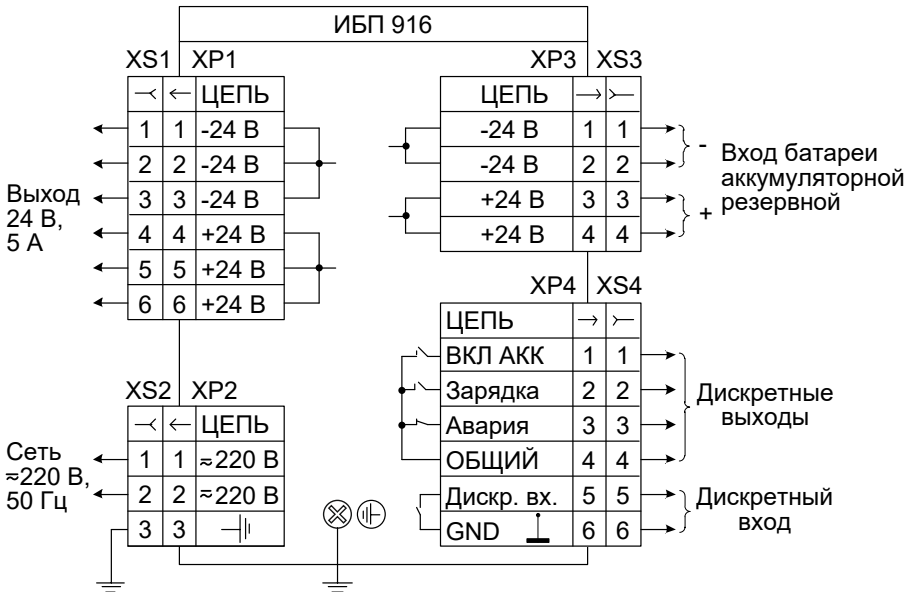 ИБП 916
XS1 XP1
ЦЕПЬ
1 1 -24 В
2 2 -24 В
3 3 -24 В
4 4 +24 В
5 5 +24 В
6 6 +24 В
Выход
24 В,
5 А
XS2 XP2
ЦЕПЬ
1 1 ≂220 В
2 2 ≂220 В
3 3
Сеть
≂220 В,
50 Гц
XP3 XS3
ЦЕПЬ
-24 В 1 1
-24 В 2 2
+24 В 3 3
+24 В 4 4
-
+
Вход батареи
аккумуляторной
резервной
XP4 XS4
ЦЕПЬ
ВКЛ АКК 1 1
Зарядка 2 2
Авария 3 3
ОБЩИЙ 4 4
Дискр. вх. 5 5
GND 6 6
Дискретные
выходы
Дискретный
вход